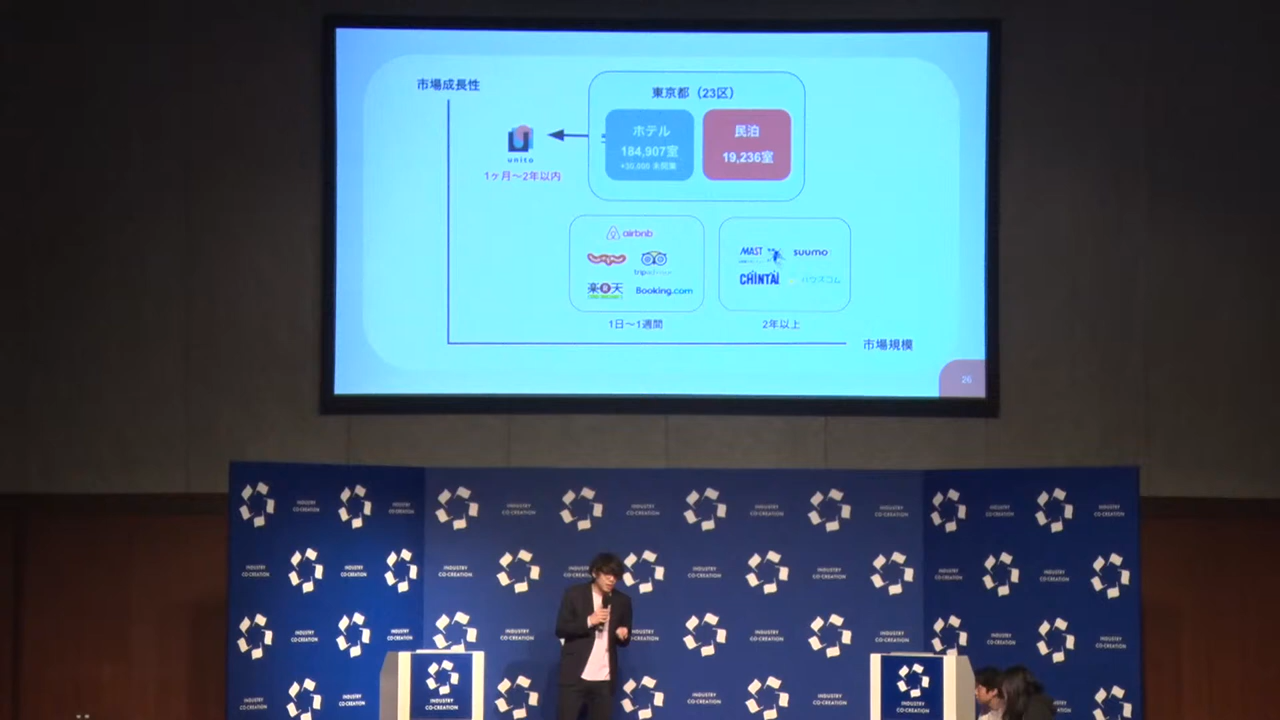 市場成長性
東京都（23区）
ホテル
184,907室
民泊
19,236室
unito
1ヶ月〜2年以内
airbnb
tripadvisor
楽天
Booking.com
MAST
suumo
CHINTAI
ハウスコム
1日〜1週間
2年以上
市場規模
26
INDUSTRY
CO-CREATION